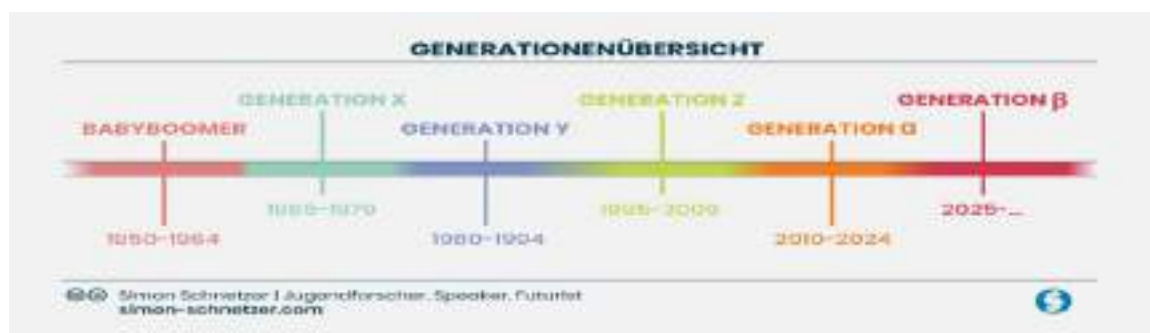 GENERATIONENÜBERSICHT
GENERATION X
GENERATION Z
GENERATION β
BABYBOOMER
GENERATION Y
GENERATION α
1965-1979
1995-2009
2025-...
1950-1964
1980-1994
2010-2024
Simon Schnetzer | Jugendforscher, Speaker, Futurist
simon-schnetzer.com